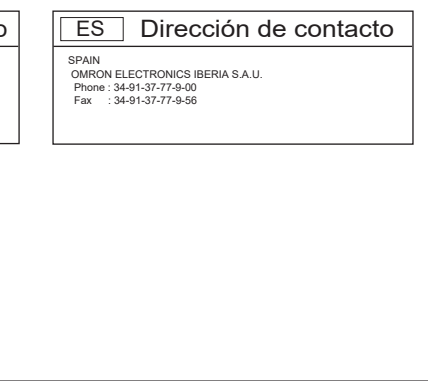 o
ES Dirección de contacto
SPAIN
OMRON ELECTRONICS IBERIA S.A.U.
Phone : 34-91-37-77-9-00
Fax : 34-91-37-77-9-56